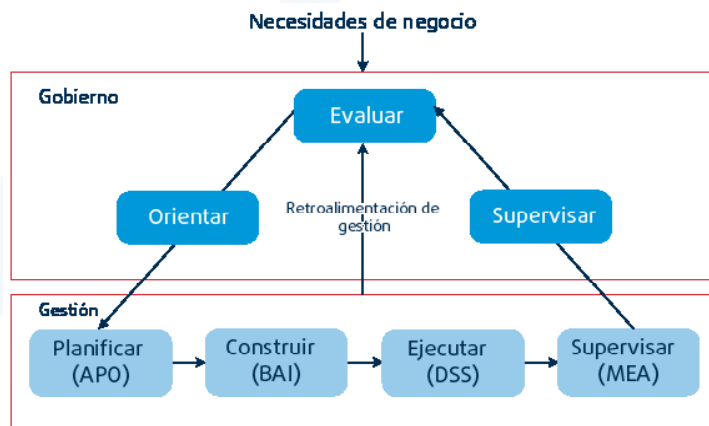 Necesidades de negocio
Gobierno
Evaluar
Orientar
Retroalimentación de
gestión
Supervisar
Gestión
Planificar
(APO)
Construir
(BAI)
Ejecutar
(DSS)
Supervisar
(MEA)